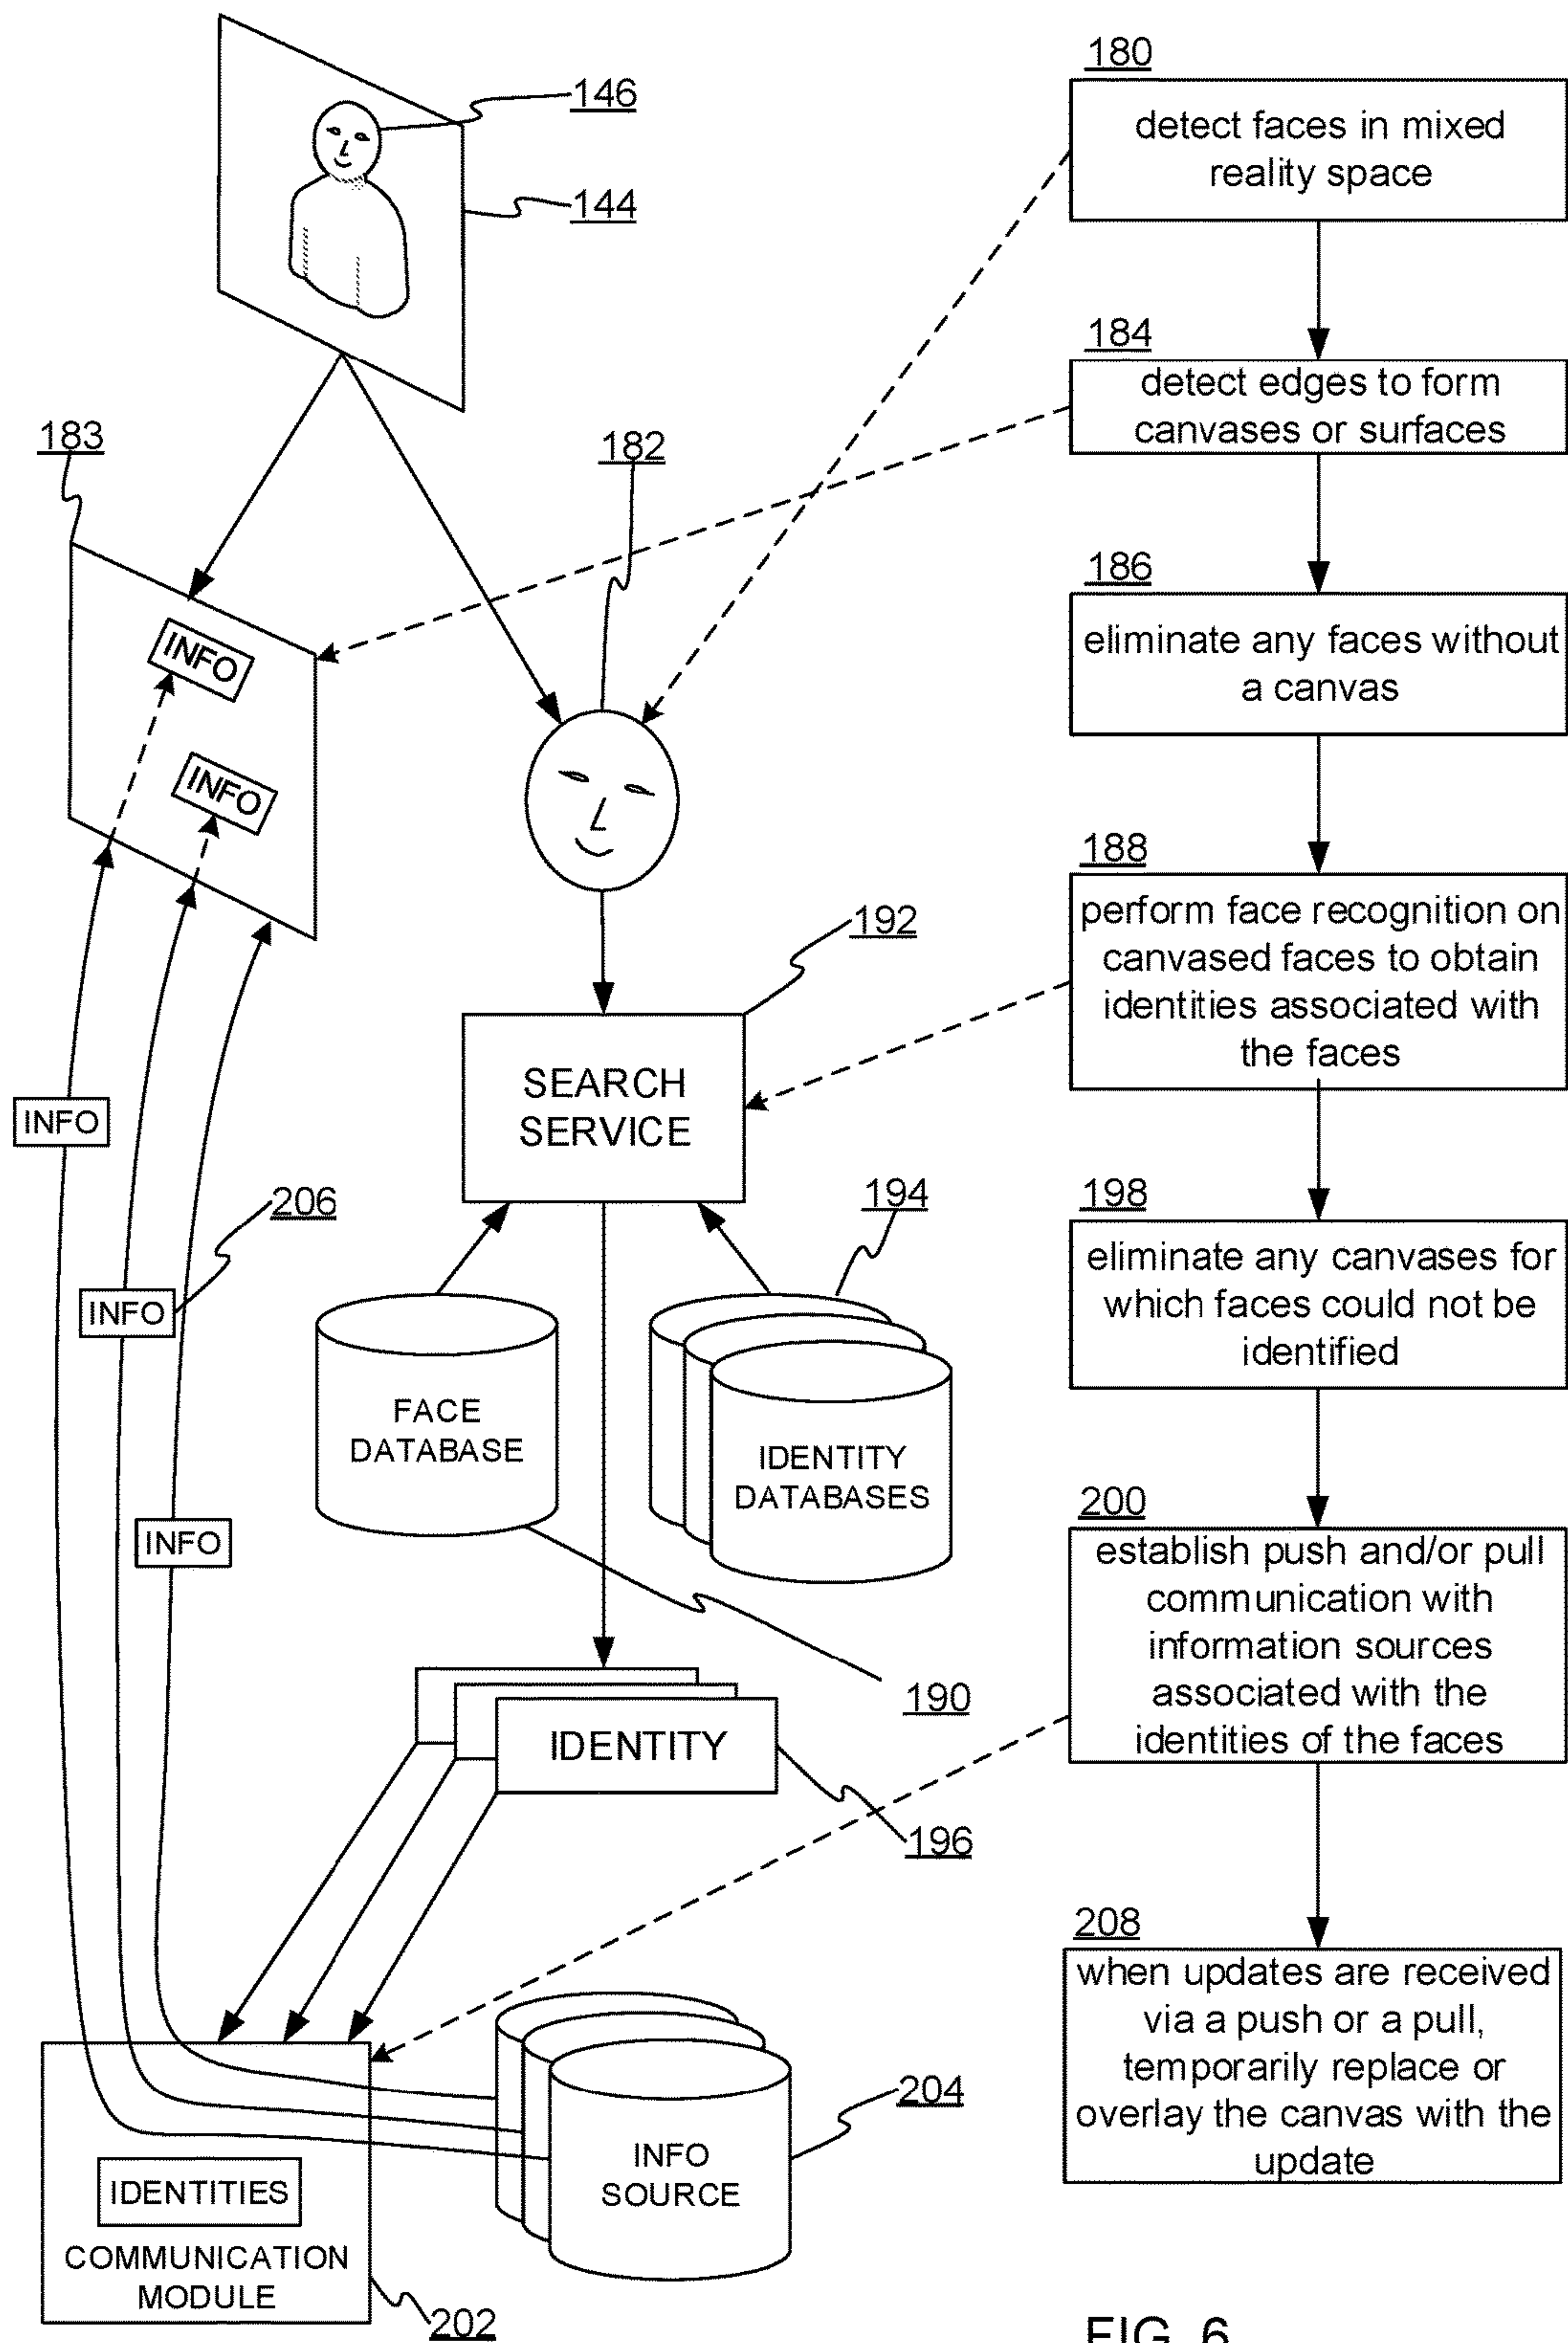 180
detect faces in mixed
reality space
146
144
184
detect edges to form
canvases or surfaces
183
182
186
eliminate any faces without
a canvas
INFO
INFO
188
perform face recognition on
canvased faces to obtain
identities associated with
the faces
192
SEARCH
SERVICE
INFO
206
194
198
eliminate any canvases for
which faces could not be
identified
INFO
FACE
DATABASE
IDENTITY
DATABASES
INFO
200
establish push and/or pull
communication with
information sources
associated with the
identities of the faces
190
IDENTITY
196
208
when updates are received
via a push or a pull,
temporarily replace or
overlay the canvas with the
update
204
INFO
SOURCE
IDENTITIES
COMMUNICATION
MODULE
202
FIG. 6